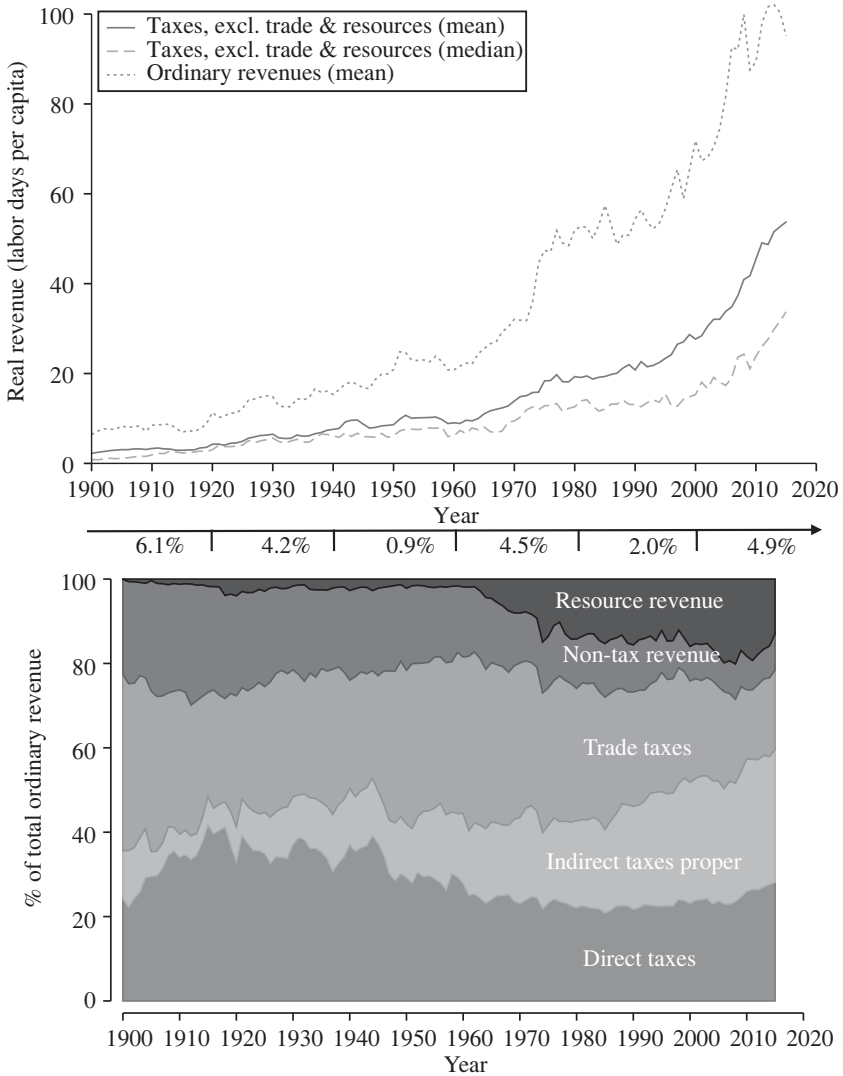 Taxes, excl. trade & resources (mean)
Taxes, excl. trade & resources (median)
Ordinary revenues (mean)
Real revenue (labor days per capita)
100
80
60
40
20
0
1900 1910 1920 1930 1940 1950 1960 1970 1980 1990 2000 2010 2020
Year
6.1% 4.2% 0.9% 4.5% 2.0% 4.9%
% of total ordinary revenue
100
80
60
40
20
0
Resource revenue
Non-tax revenue
Trade taxes
Indirect taxes proper
Direct taxes
1900 1910 1920 1930 1940 1950 1960 1970 1980 1990 2000 2010 2020
Year